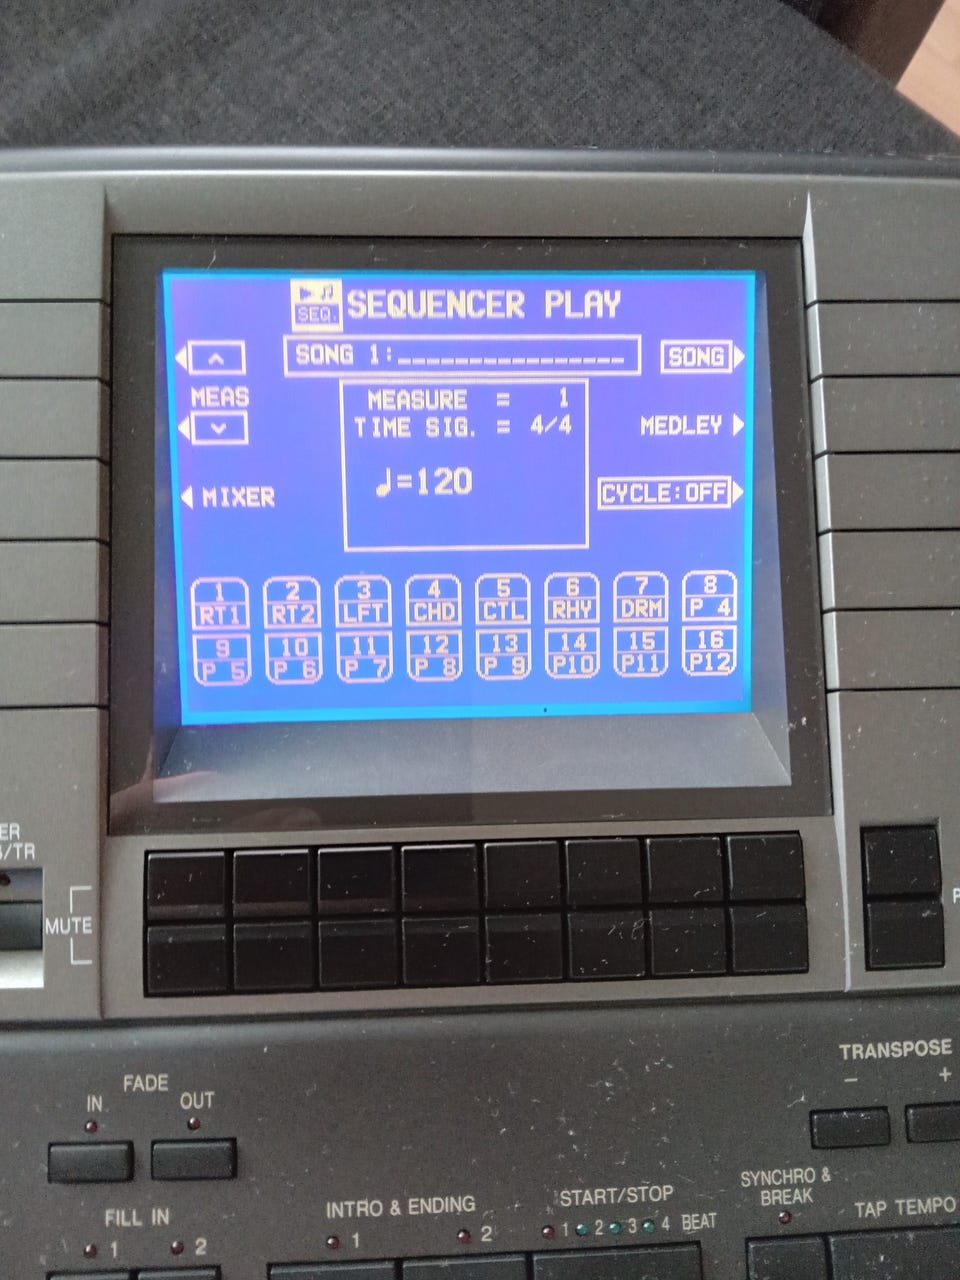 SEQ. SEQUENCER PLAY
SONG 1:_______________
SONG
MEAS
MEASURE = 1
TIME SIG. = 4/4
MEDLEY
♩=120
MIXER
CYCLE:OFF
1 2 3 4 5 6 7 8
RT1 RT2 LFT CHD CTL RHY DRM P 4
9 10 11 12 13 14 15 16
P 5 P 6 P 7 P 8 P 9 P10 P11 P12
MUTE
TRANSPOSE
- +
FADE
IN OUT
SYNCHRO &
BREAK
TAP TEMPO
START/STOP
1 2 3 4 BEAT
INTRO & ENDING
1 2
FILL IN
1 2